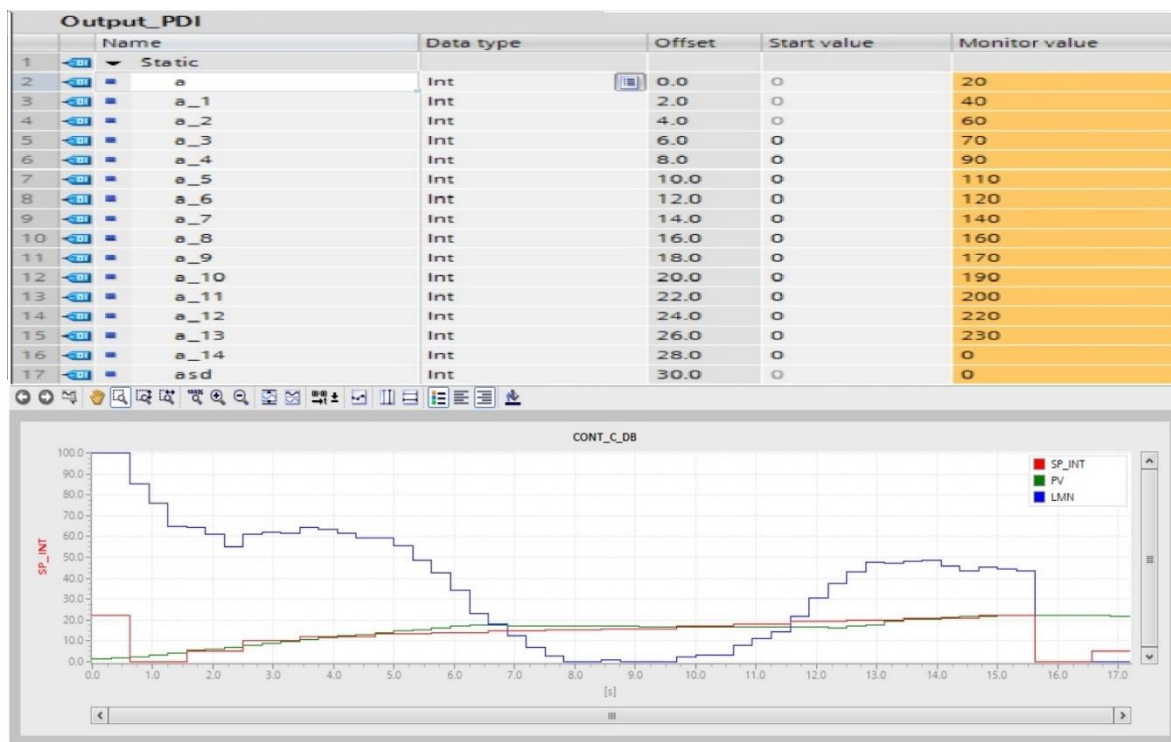 Output_PDI
Name Data type Offset Start value Monitor value
1 Static
2 a Int 0.0 0 20
3 a_1 Int 2.0 0 40
4 a_2 Int 4.0 0 60
5 a_3 Int 6.0 0 70
6 a_4 Int 8.0 0 90
7 a_5 Int 10.0 0 110
8 a_6 Int 12.0 0 120
9 a_7 Int 14.0 0 140
10 a_8 Int 16.0 0 160
11 a_9 Int 18.0 0 170
12 a_10 Int 20.0 0 190
13 a_11 Int 22.0 0 200
14 a_12 Int 24.0 0 220
15 a_13 Int 26.0 0 230
16 a_14 Int 28.0 0 0
17 asd Int 30.0 0 0
CONT_C_DB
SP_INT
PV
LMN
SP_INT
100.0
90.0
80.0
70.0
60.0
50.0
40.0
30.0
20.0
10.0
0.0
0.0 1.0 2.0 3.0 4.0 5.0 6.0 7.0 8.0 9.0 10.0 11.0 12.0 13.0 14.0 15.0 16.0 17.0
[s]